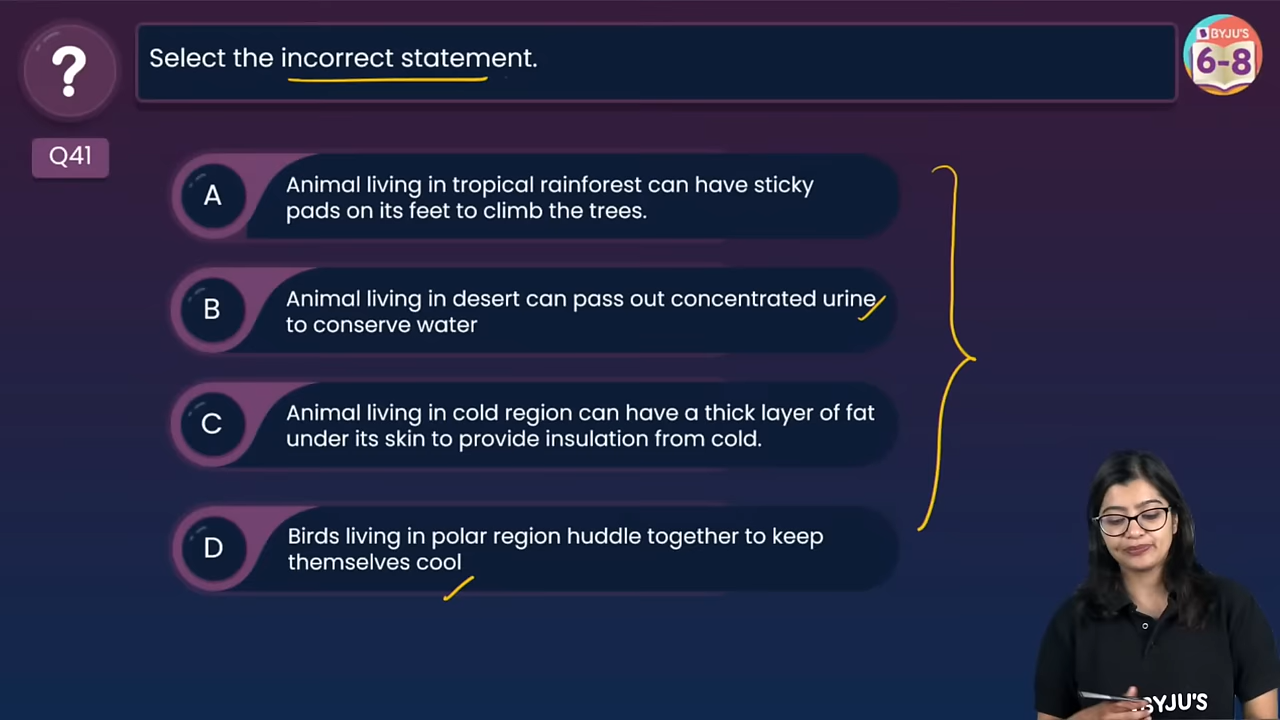 ?
Select the incorrect statement.
BYJU'S
6-8
Q41
A
Animal living in tropical rainforest can have sticky
pads on its feet to climb the trees.
B
Animal living in desert can pass out concentrated urine
to conserve water
C
Animal living in cold region can have a thick layer of fat
under its skin to provide insulation from cold.
D
Birds living in polar region huddle together to keep
themselves cool
BYJU'S